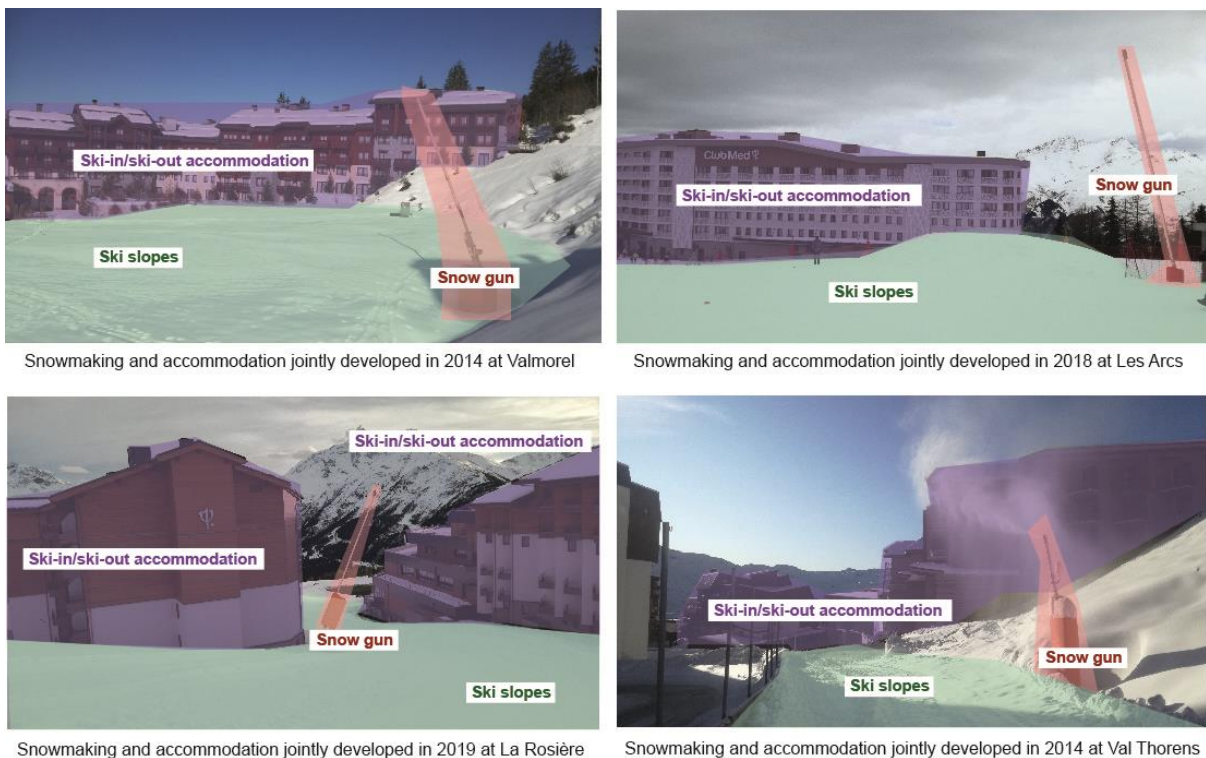 Ski-in/ski-out accommodation
Ski slopes
Snow gun
Snowmaking and accommodation jointly developed in 2014 at Valmorel
ClubMed
Ski-in/ski-out accommodation
Snow gun
Ski slopes
Snowmaking and accommodation jointly developed in 2018 at Les Arcs
Ski-in/ski-out accommodation
Ski-in/ski-out accommodation
Snow gun
Ski slopes
Snowmaking and accommodation jointly developed in 2019 at La Rosière
Ski-in/ski-out accommodation
Snow gun
Ski slopes
Snowmaking and accommodation jointly developed in 2014 at Val Thorens